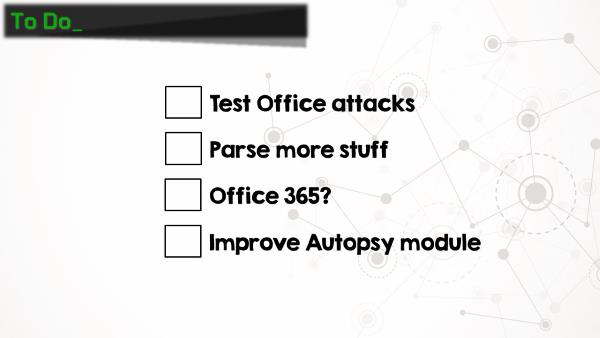 To Do_
Test Office attacks
Parse more stuff
Office 365?
Improve Autopsy module